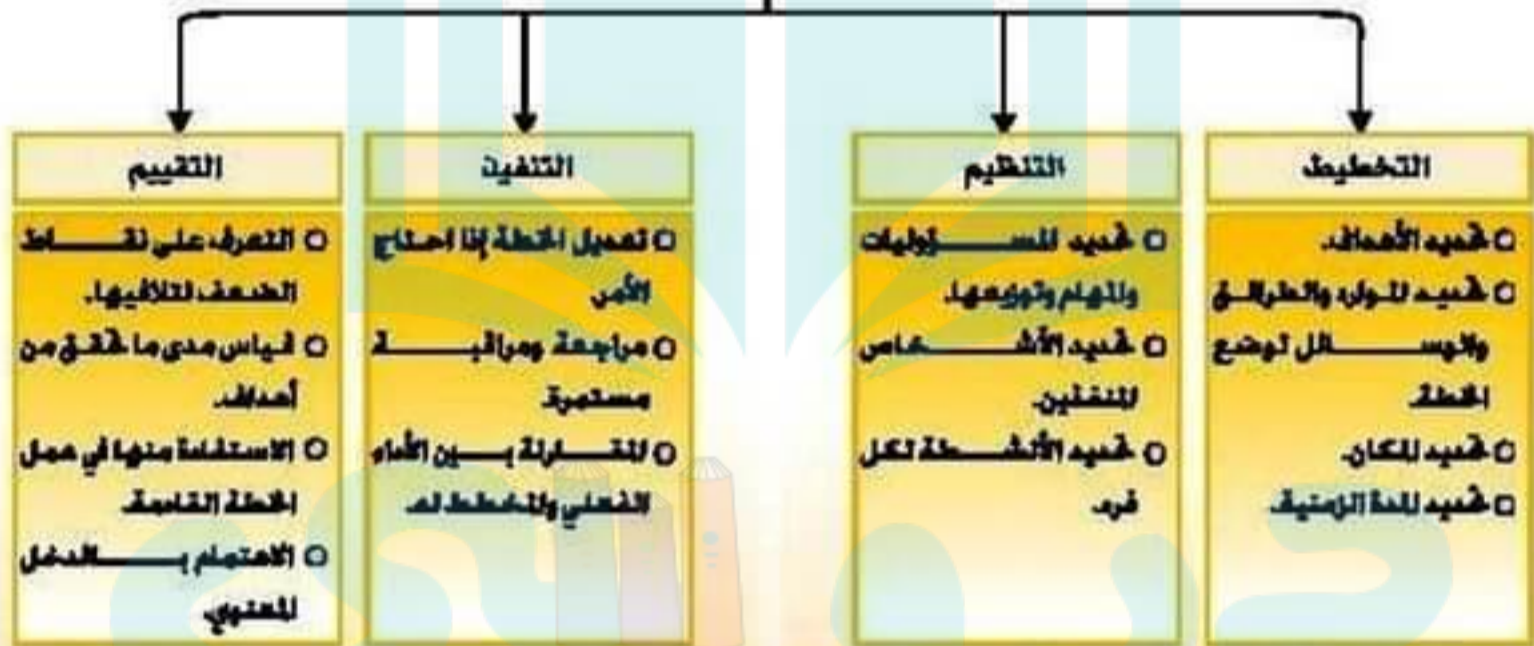 التخطيط
تحديد الأهداف.
تحديد الموارد والطرائق
والوسائل لوضع
الخطة.
تحديد المكان.
تحديد المدة الزمنية.
التنظيم
تحديد المسؤوليات
والمهام وتوزيعها.
تحديد الأشخاص
المنفذين.
تحديد الأنشطة لكل
فرد.
التنفيذ
تعديل الخطة إذا احتاج
الأمر.
مراجعة ومراقبة
مستمرة.
المقارنة بين الأداء
الفعلي والمخطط له.
التقييم
التعرف على نقاط
الضعف لتلافيها.
قياس مدى ما تحقق من
أهداف.
الاستفادة منها في عمل
الخطة القادمة.
الاهتمام بالدخل
المعنوي.